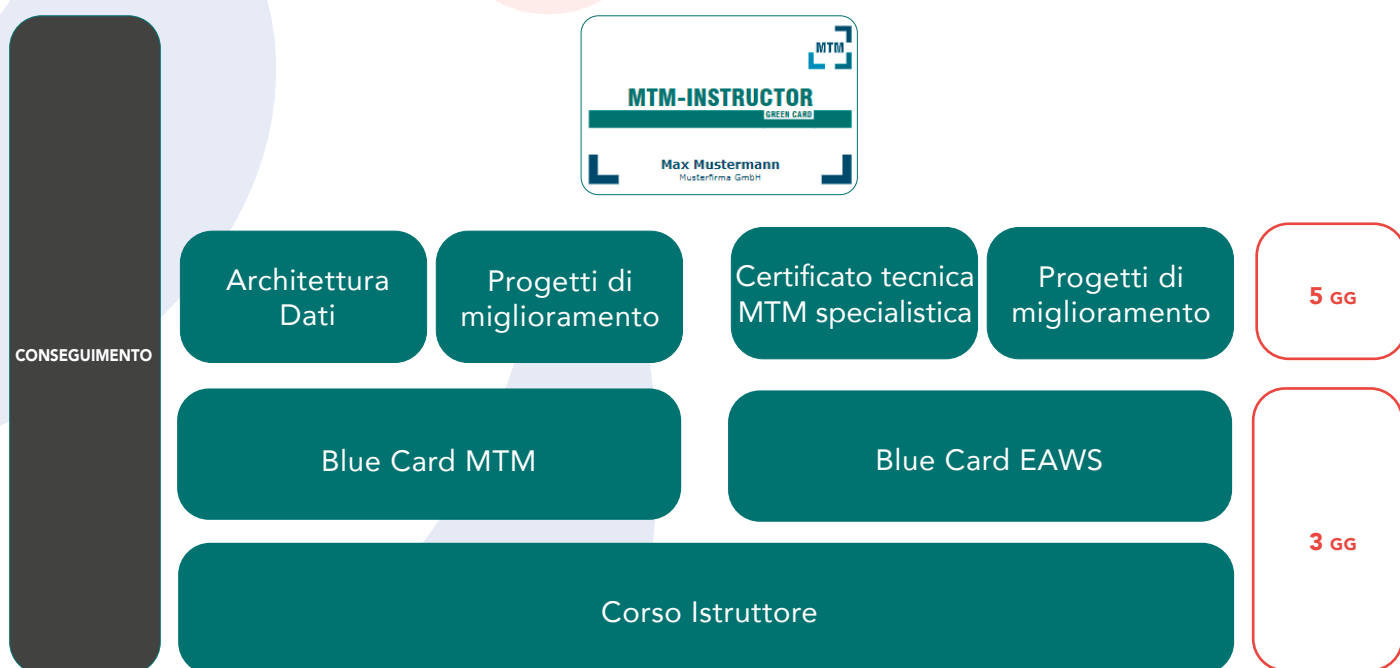 MTM
MTM-INSTRUCTOR
GREEN CARD
Max Mustermann
Musterfirma GmbH
CONSEGUIMENTO
Architettura
Dati
Progetti di
miglioramento
Certificato tecnica
MTM specialistica
Progetti di
miglioramento
5 GG
Blue Card MTM
Blue Card EAWS
3 GG
Corso Istruttore